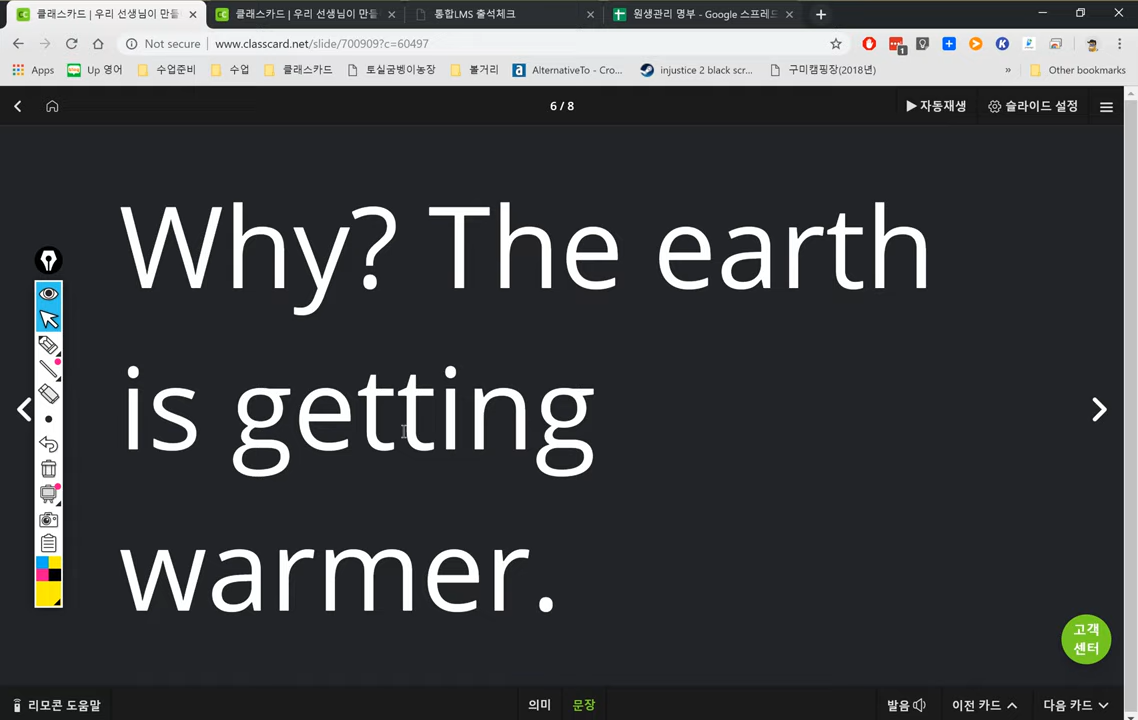 클래스카드 | 우리 선생님이 만들
클래스카드 | 우리 선생님이 만들
통합LMS 출석체크
원생관리 명부 - Google 스프레드
Not secure | www.classcard.net/slide/700909?c=60497
Apps
Up 영어
수업준비
수업
클래스카드
토실굼벵이농장
볼거리
AlternativeTo - Cro...
injustice 2 black scr...
구미캠핑장(2018년)
»
Other bookmarks
6 / 8
자동재생
슬라이드 설정
Why? The earth
is getting
warmer.
고객
센터
리모콘 도움말
의미
문장
발음
이전 카드
다음 카드